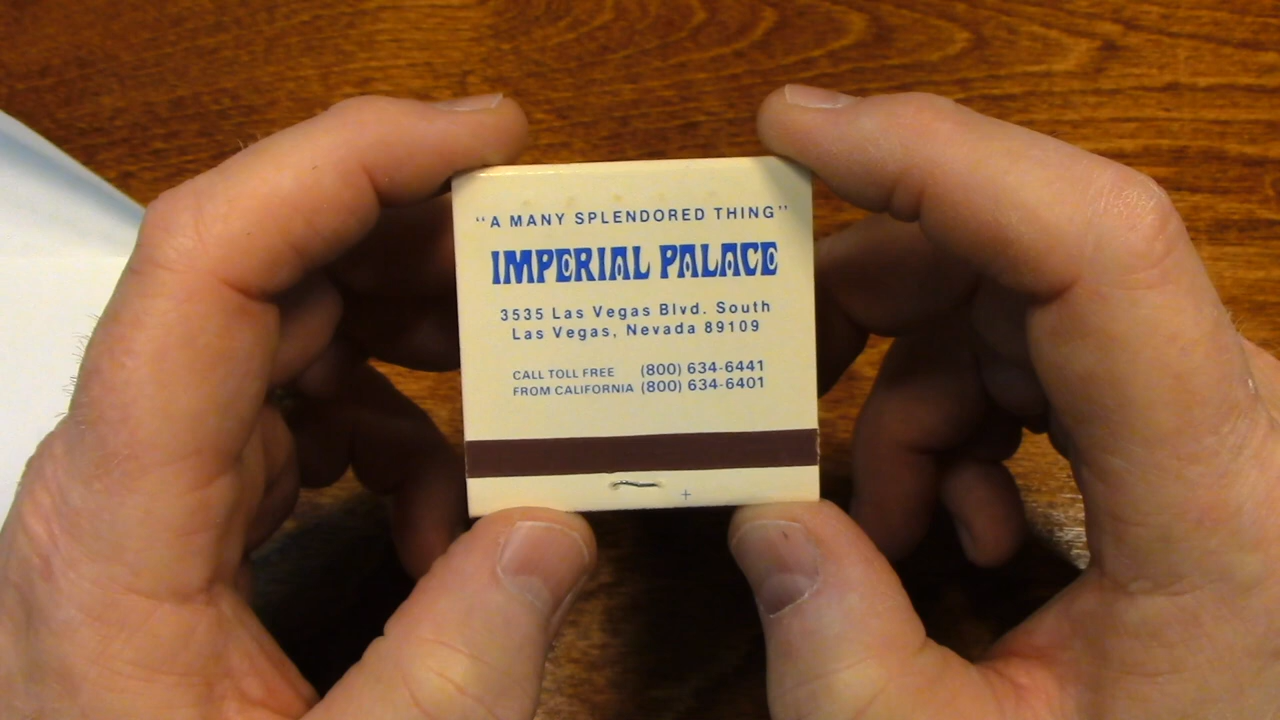 "A MANY SPLENDORED THING"
IMPERIAL PALACE
3535 Las Vegas Blvd. South
Las Vegas, Nevada 89109
CALL TOLL FREE (800) 634-6441
FROM CALIFORNIA (800) 634-6401